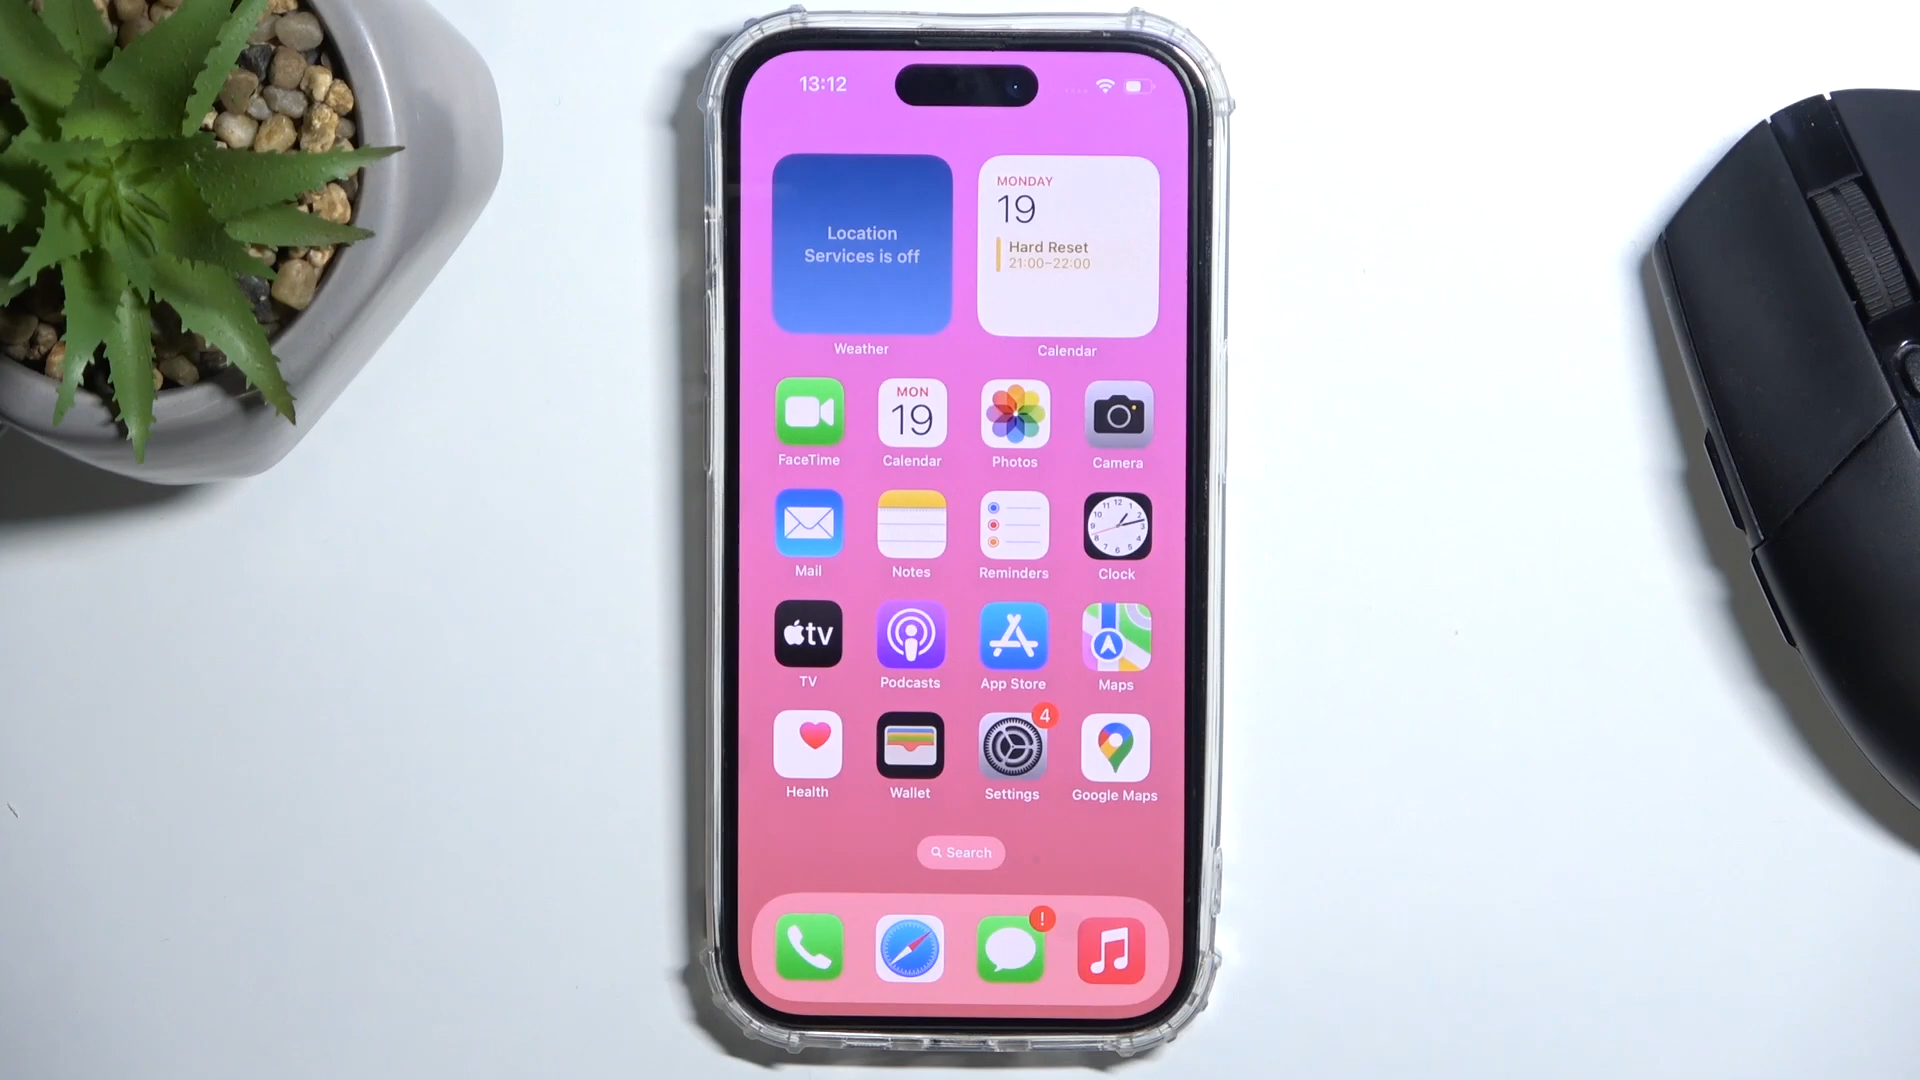 13:12
Location
Services is off
Weather
MONDAY
19
Hard Reset
21:00–22:00
Calendar
FaceTime
MON
19
Calendar
Photos
Camera
Mail
Notes
Reminders
Clock
tv
TV
Podcasts
App Store
Maps
Health
Wallet
4
Settings
Google Maps
Search
!